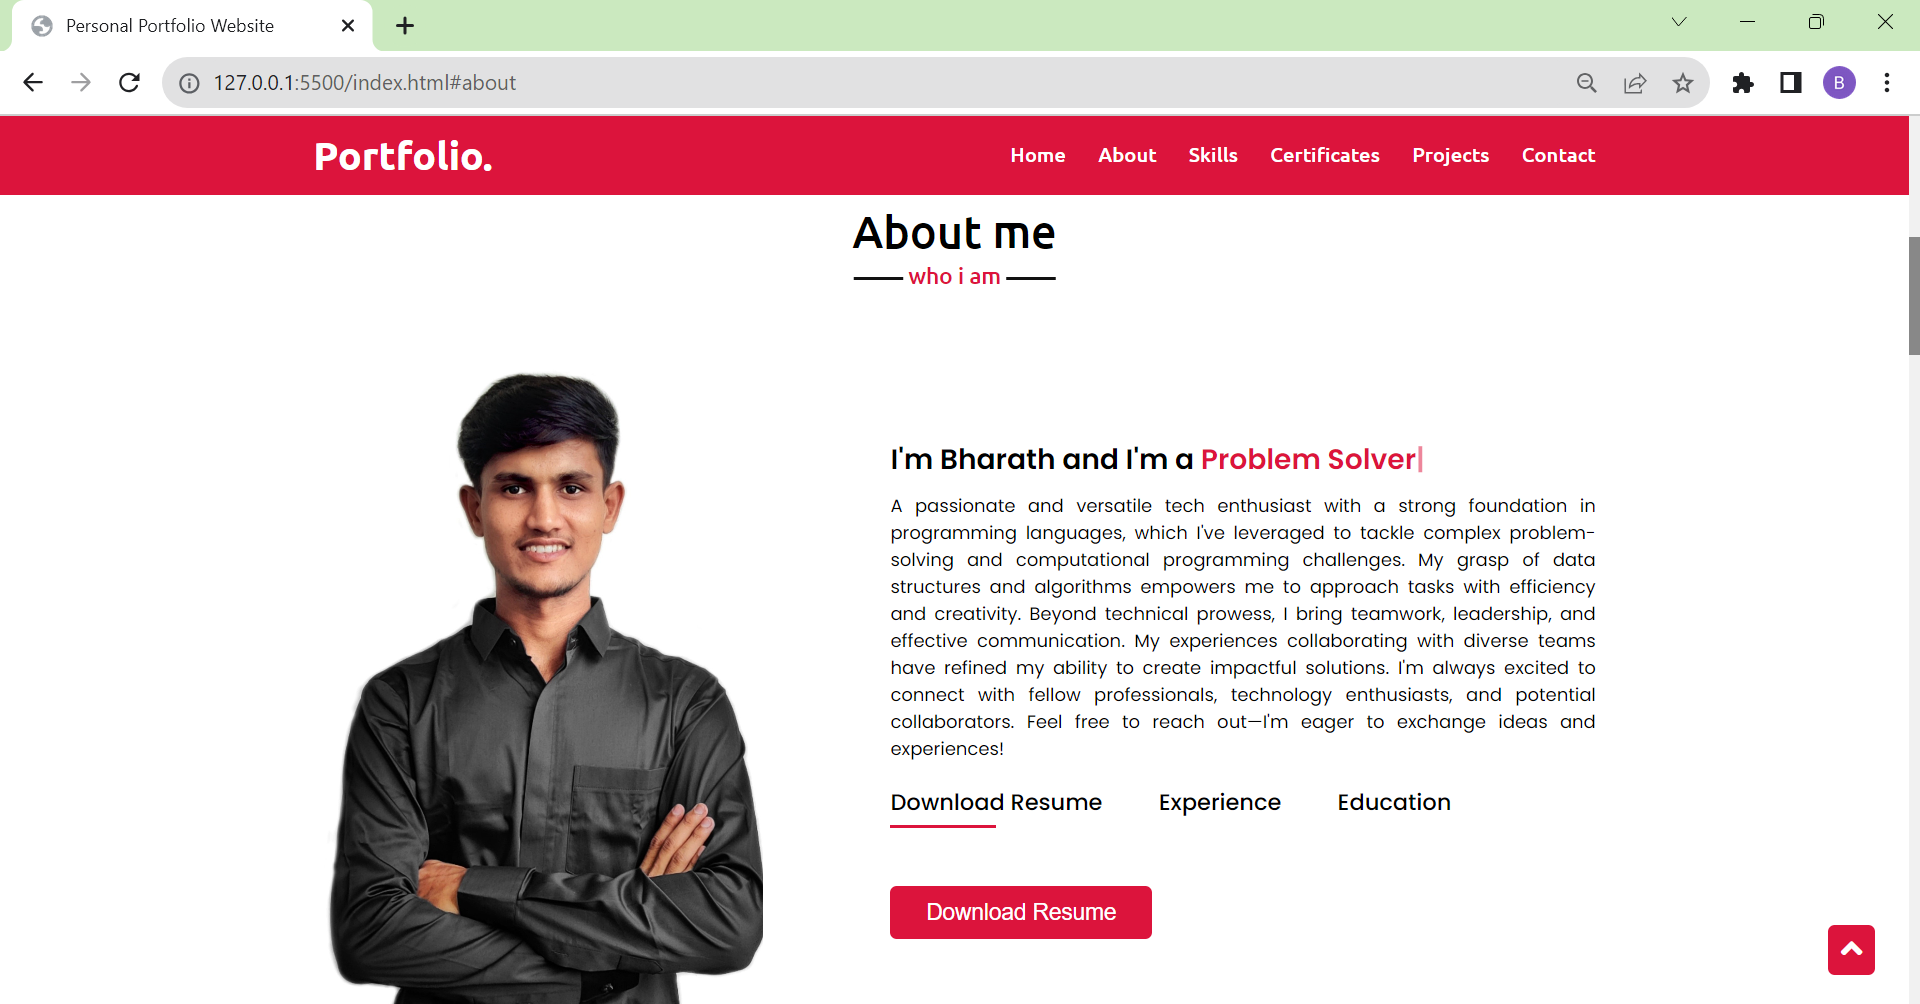 Personal Portfolio Website
127.0.0.1:5500/index.html#about
B
Portfolio.
Home About Skills Certificates Projects Contact
About me
who i am
I'm Bharath and I'm a Problem Solver|
A passionate and versatile tech enthusiast with a strong foundation in
programming languages, which I've leveraged to tackle complex problem-
solving and computational programming challenges. My grasp of data
structures and algorithms empowers me to approach tasks with efficiency
and creativity. Beyond technical prowess, I bring teamwork, leadership, and
effective communication. My experiences collaborating with diverse teams
have refined my ability to create impactful solutions. I'm always excited to
connect with fellow professionals, technology enthusiasts, and potential
collaborators. Feel free to reach out—I'm eager to exchange ideas and
experiences!
Download Resume Experience Education
Download Resume